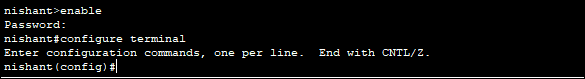 nishant>enable
Password:
nishant#configure terminal
Enter configuration commands, one per line.  End with CNTL/Z.
nishant(config)#